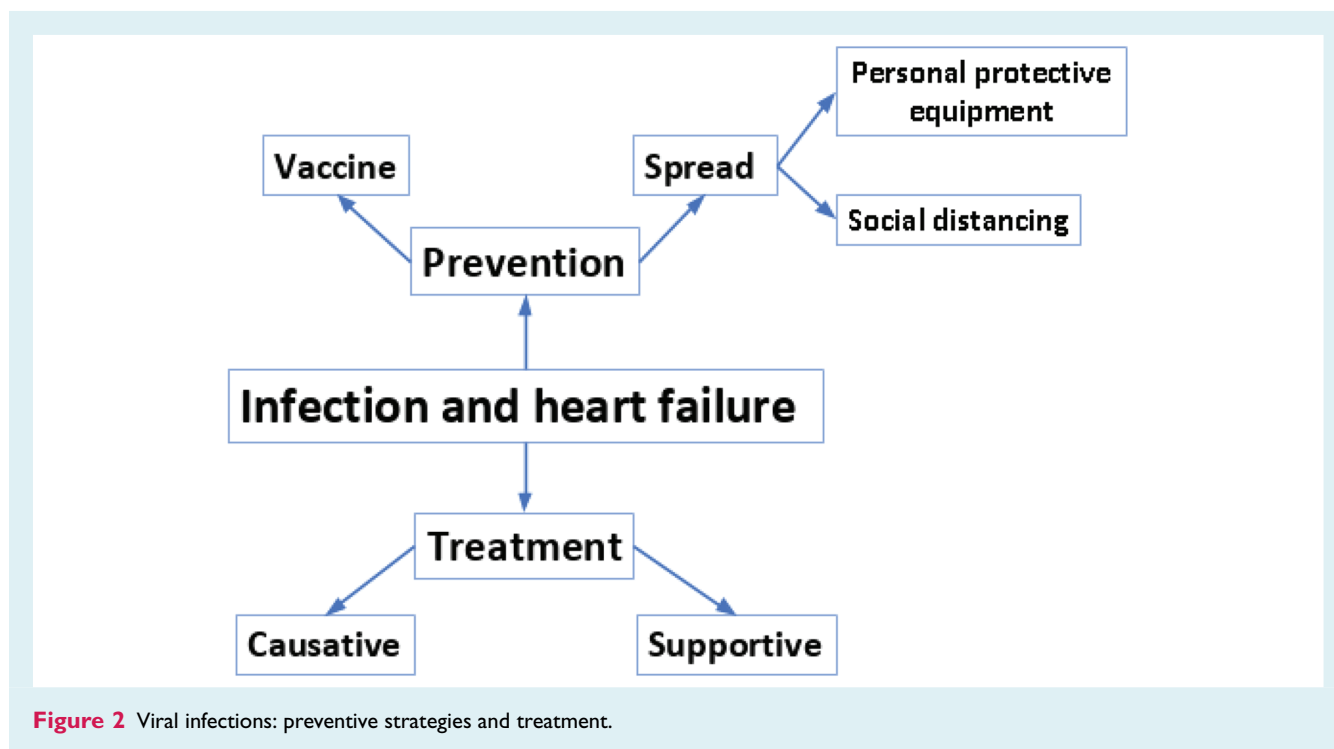 Personal protective
equipment
Vaccine
Spread
Social distancing
Prevention
Infection and heart failure
Treatment
Causative
Supportive
Figure 2 Viral infections: preventive strategies and treatment.